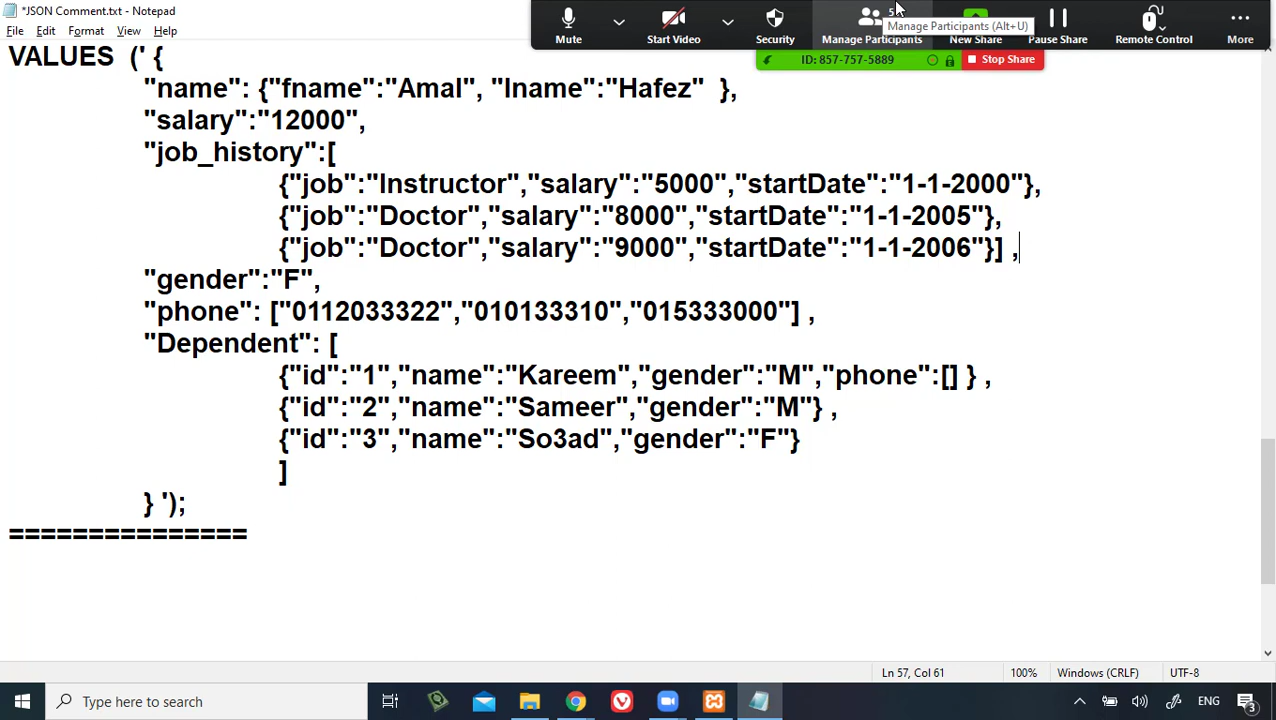 *JSON Comment.txt - Notepad
File Edit Format View Help
Mute
Start Video
Security
5
Manage Participants
New Share
Pause Share
Remote Control
More
Manage Participants (Alt+U)
ID: 857-757-5889
Stop Share
VALUES (' {
"name": {"fname":"Amal", "lname":"Hafez" },
"salary":"12000",
"job_history":[
{"job":"Instructor","salary":"5000","startDate":"1-1-2000"},
{"job":"Doctor","salary":"8000","startDate":"1-1-2005"},
{"job":"Doctor","salary":"9000","startDate":"1-1-2006"}] ,
"gender":"F",
"phone": ["0112033322","010133310","015333000"] ,
"Dependent": [
{"id":"1","name":"Kareem","gender":"M","phone":[] } ,
{"id":"2","name":"Sameer","gender":"M"} ,
{"id":"3","name":"So3ad","gender":"F"}
]
} ');
===============
Ln 57, Col 61
100%
Windows (CRLF)
UTF-8
Type here to search
ENG
3